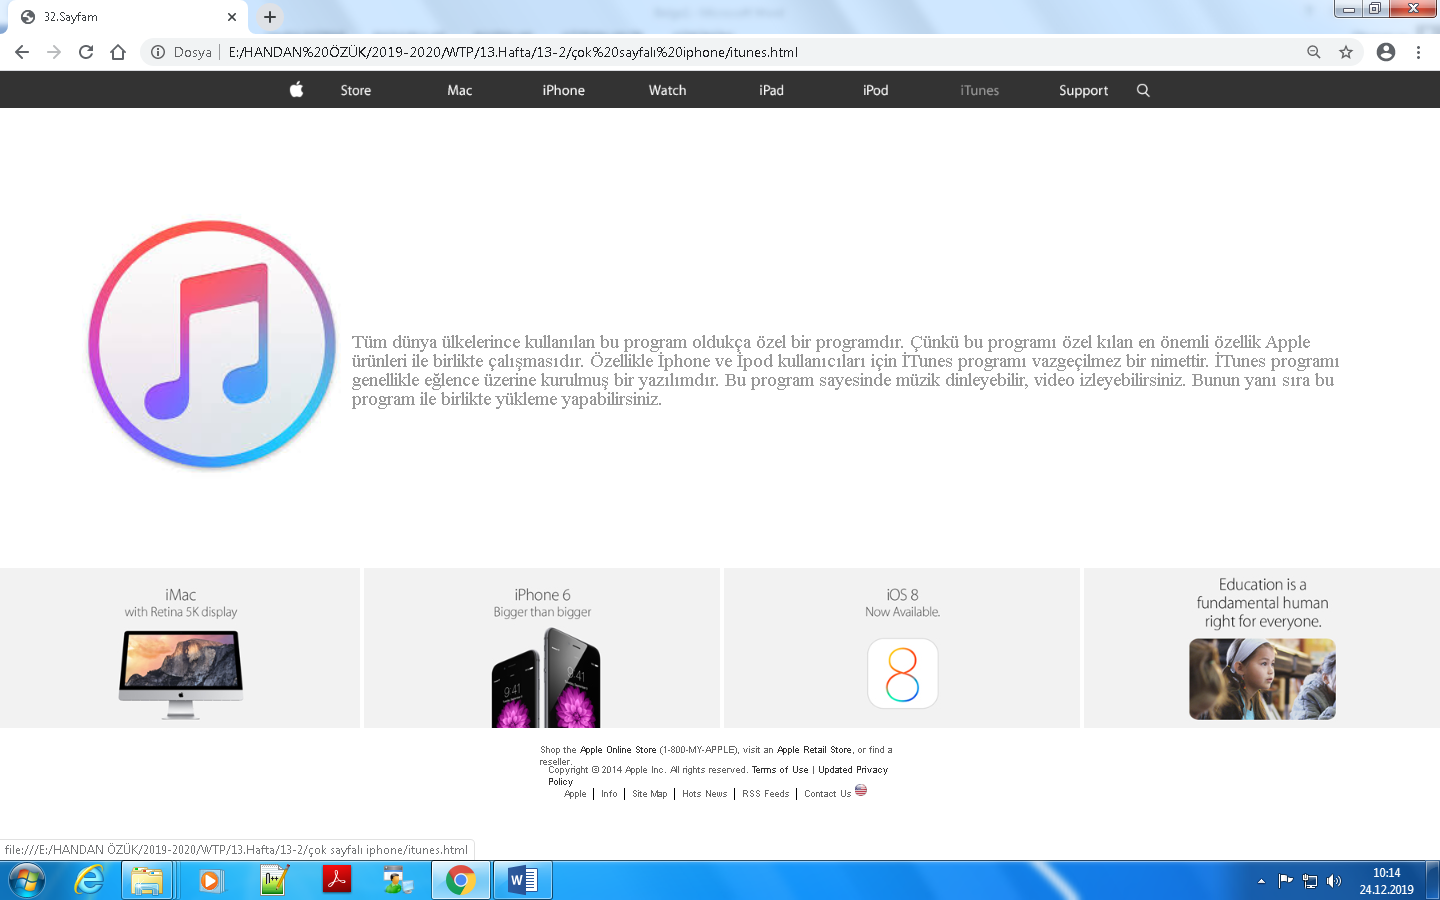 32.Sayfam
Dosya | E:/HANDAN%20ÖZÜK/2019-2020/WTP/13.Hafta/13-2/çok%20sayfalı%20iphone/itunes.html
Store Mac iPhone Watch iPad iPod iTunes Support
Tüm dünya ülkelerince kullanılan bu program oldukça özel bir programdır. Çünkü bu programı özel kılan en önemli özellik Apple
ürünleri ile birlikte çalışmasıdır. Özellikle İphone ve İpod kullanıcıları için İTunes programı vazgeçilmez bir nimettir. İTunes programı
genellikle eğlence üzerine kurulmuş bir yazılımdır. Bu program sayesinde müzik dinleyebilir, video izleyebilirsiniz. Bunun yanı sıra bu
program ile birlikte yükleme yapabilirsiniz.
iMac
with Retina 5K display
iPhone 6
Bigger than bigger
9:41
9:41
iOS 8
Now Available.
8
Education is a
fundamental human
right for everyone.
Shop the Apple Online Store (1-800-MY-APPLE), visit an Apple Retail Store, or find a
reseller.
Copyright © 2014 Apple Inc. All rights reserved. Terms of Use | Updated Privacy
Policy
Apple | Info | Site Map | Hots News | RSS Feeds | Contact Us
file:///E:/HANDAN ÖZÜK/2019-2020/WTP/13.Hafta/13-2/çok sayfalı iphone/itunes.html
10:14
24.12.2019